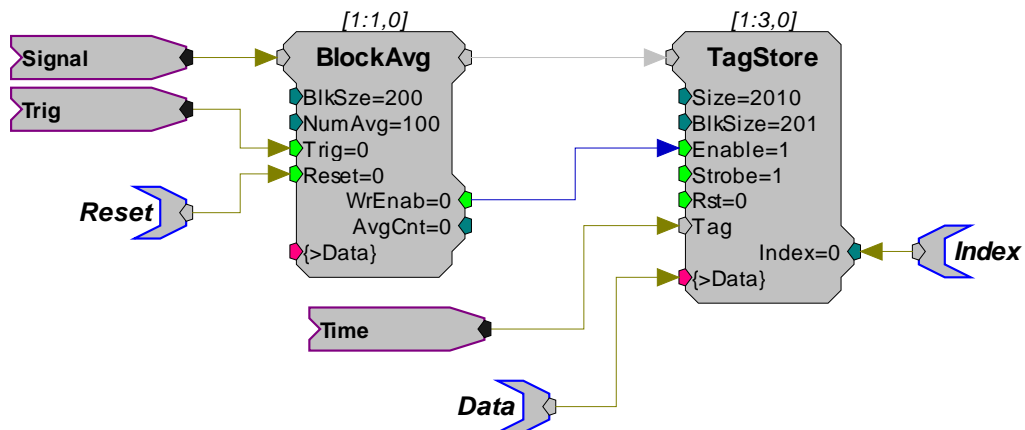 [1:1,0]
[1:3,0]
Signal
BlockAvg
TagStore
BlkSze=200
Size=2010
Trig
NumAvg=100
BlkSize=201
Trig=0
Enable=1
Reset=0
Strobe=1
Reset
WrEnab=0
Rst=0
AvgCnt=0
Tag
{>Data}
Index=0
Index
{>Data}
Time
Data